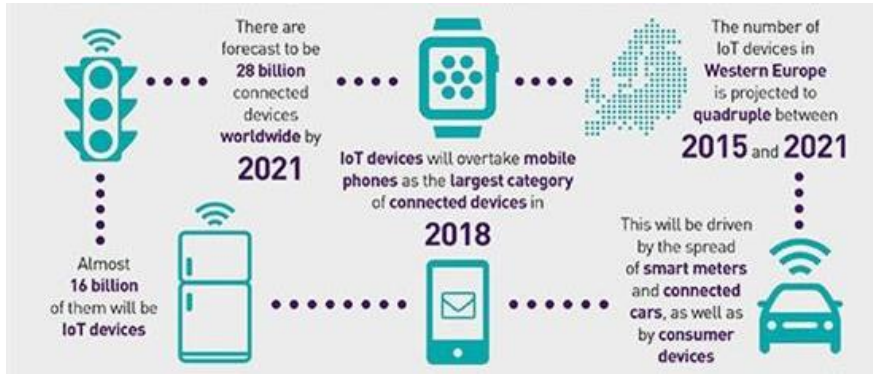 There are
forecast to be
28 billion
connected
devices
worldwide by
2021
IoT devices will overtake mobile
phones as the largest category
of connected devices in
2018
The number of
IoT devices in
Western Europe
is projected to
quadruple between
2015 and 2021
Almost
16 billion
of them will be
IoT devices
This will be driven
by the spread
of smart meters
and connected
cars, as well as
by consumer
devices